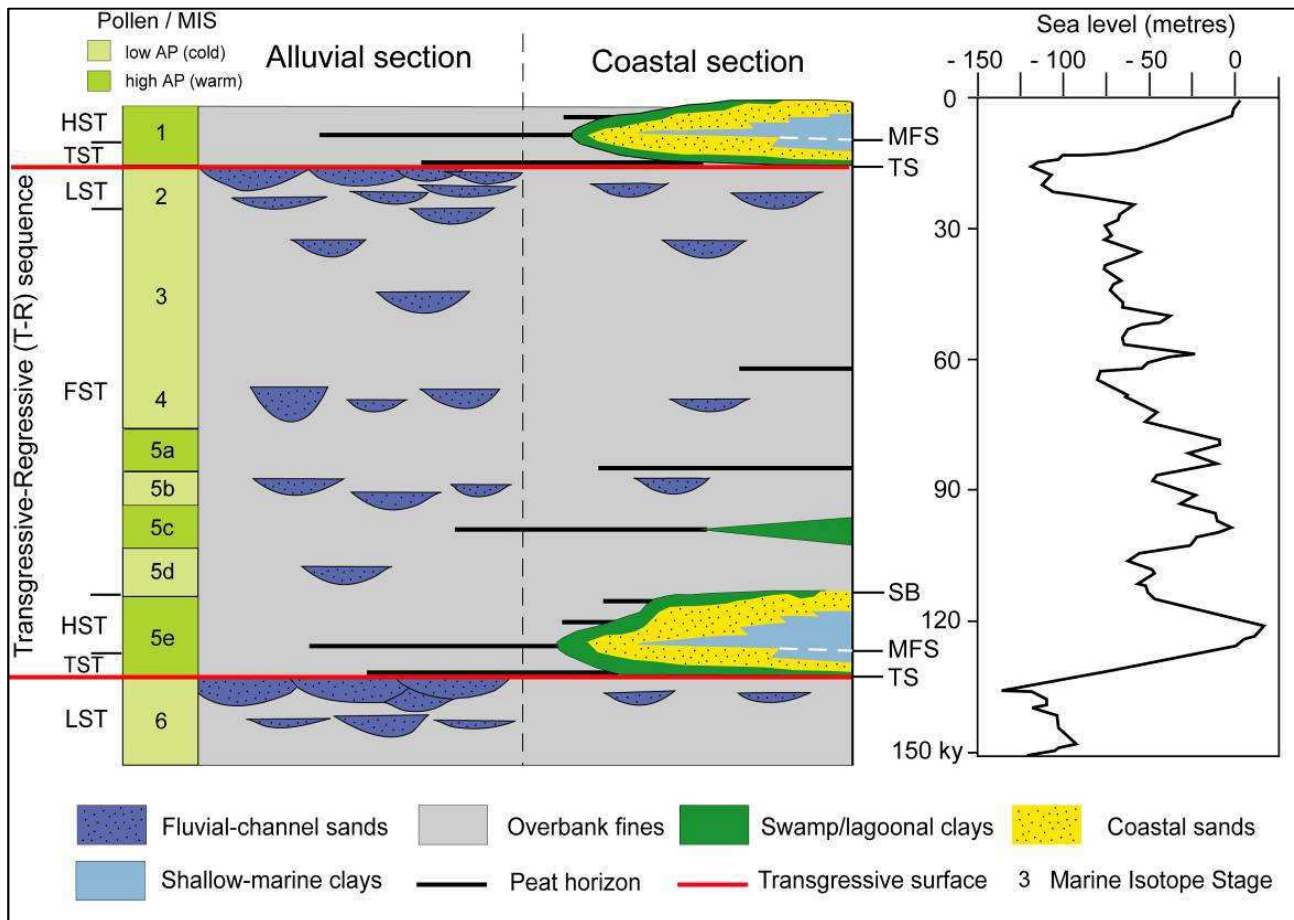 Pollen / MIS
low AP (cold)
high AP (warm)
Alluvial section
Coastal section
Sea level (metres)
- 150
- 100
- 50
0
Transgressive-Regressive (T-R) sequence
HST
TST
LST
FST
HST
TST
LST
1
2
3
4
5a
5b
5c
5d
5e
6
MFS
TS
SB
MFS
TS
0
30
60
90
120
150 ky
Fluvial-channel sands
Overbank fines
Swamp/lagoonal clays
Coastal sands
Shallow-marine clays
Peat horizon
Transgressive surface
3 Marine Isotope Stage